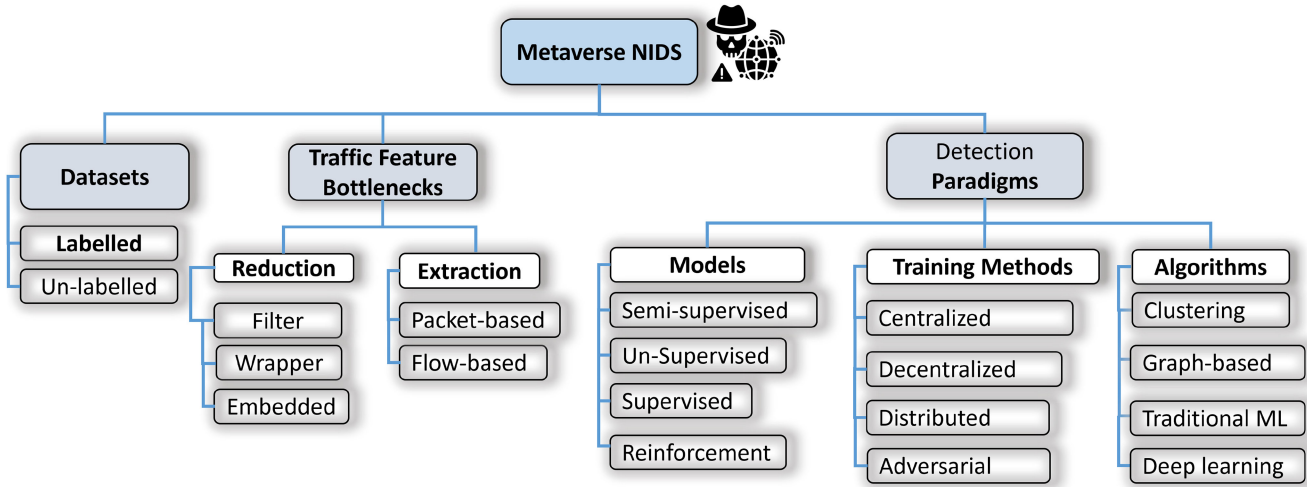 Metaverse NIDS
Datasets
Labelled
Un-labelled
Traffic Feature
Bottlenecks
Reduction
Filter
Wrapper
Embedded
Extraction
Packet-based
Flow-based
Detection
Paradigms
Models
Semi-supervised
Un-Supervised
Supervised
Reinforcement
Training Methods
Centralized
Decentralized
Distributed
Adversarial
Algorithms
Clustering
Graph-based
Traditional ML
Deep learning